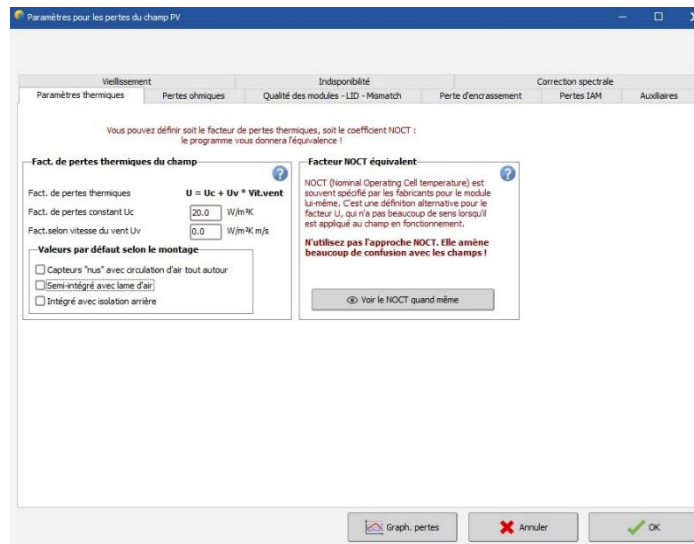 Paramètres pour les pertes du champ PV
Vieillissement
Indisponibilité
Correction spectrale
Paramètres thermiques
Pertes ohmiques
Qualité des modules - LID - Mismatch
Perte d'encrassement
Pertes IAM
Auxiliaires
Vous pouvez définir soit le facteur de pertes thermiques, soit le coefficient NOCT :
le programme vous donnera l'équivalence !
Fact. de pertes thermiques du champ
Fact. de pertes thermiques U = Uc + Uv * Vit.vent
Fact. de pertes constant Uc 20.0 W/m²K
Fact.selon vitesse du vent Uv 0.0 W/m²K m/s
Valeurs par défaut selon le montage
Capteurs "nus" avec circulation d'air tout autour
Semi-intégré avec lame d'air
Intégré avec isolation arrière
Facteur NOCT équivalent
NOCT (Nominal Operating Cell temperature) est
souvent spécifié par les fabricants pour le module
lui-même. C'est une définition alternative pour le
facteur U, qui n'a pas beaucoup de sens lorsqu'il
est appliqué au champ en fonctionnement.
N'utilisez pas l'approche NOCT. Elle amène
beaucoup de confusion avec les champs !
Voir le NOCT quand même
Graph. pertes
Annuler
OK